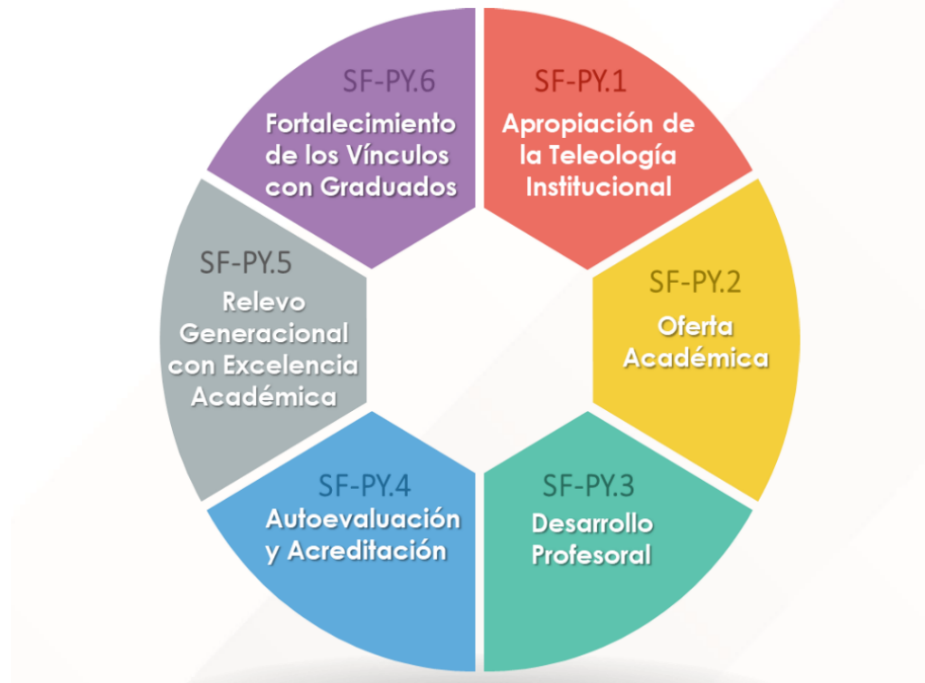 SF-PY.1
Apropiación de
la Teleología
Institucional
SF-PY.2
Oferta
Académica
SF-PY.3
Desarrollo
Profesoral
SF-PY.4
Autoevaluación
y Acreditación
SF-PY.5
Relevo
Generacional
con Excelencia
Académica
SF-PY.6
Fortalecimiento
de los Vínculos
con Graduados